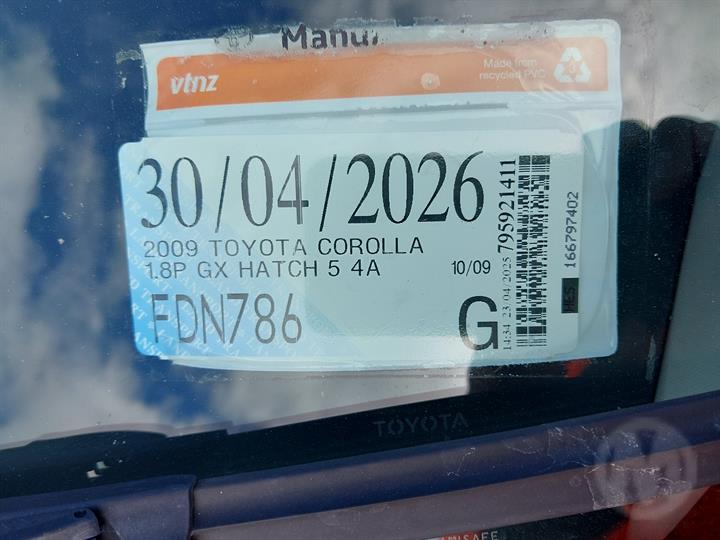 Manu
vtnz
Made from
recycled PVC
30/04/2026
2009 TOYOTA COROLLA
1.8P GX HATCH 5 4A
10/09
FDN786
G
14:34 23/04/2025
795921411
166797402
TOYOTA